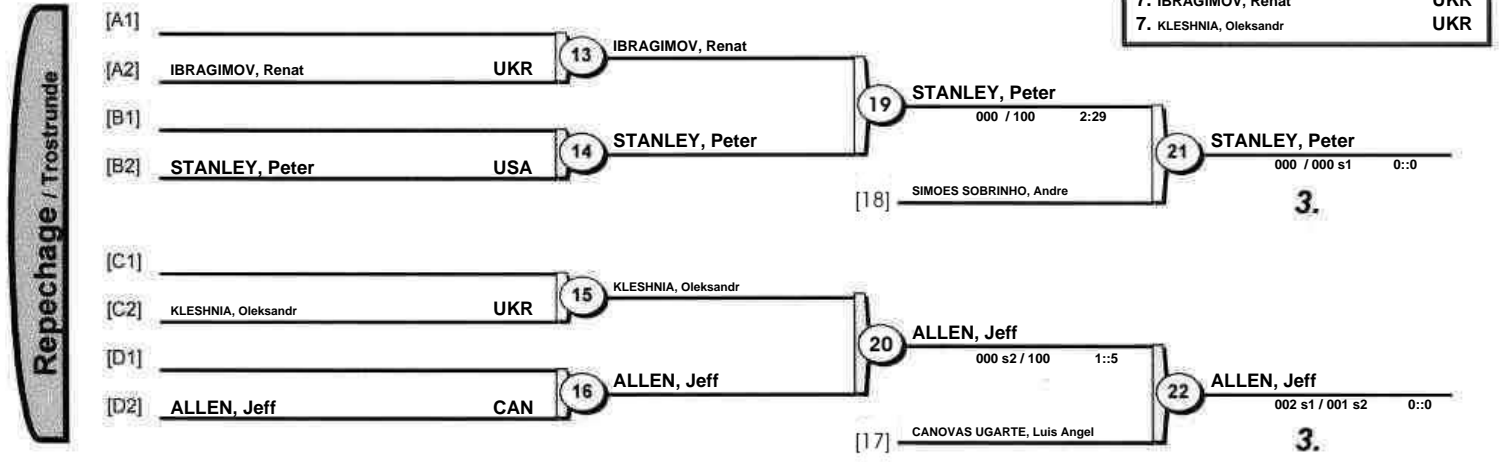 7. IBRAGIMOV, Renat UKR
7. KLESHNIA, Oleksandr UKR
Repechage / Trostrunde
[A1]
[A2] IBRAGIMOV, Renat UKR
13 IBRAGIMOV, Renat
[B1]
[B2] STANLEY, Peter USA
14 STANLEY, Peter
19 STANLEY, Peter
000 / 100 2:29
[18] SIMOES SOBRINHO, Andre
21 STANLEY, Peter
000 / 000 s1 0::0
3.
[C1]
[C2] KLESHNIA, Oleksandr UKR
15 KLESHNIA, Oleksandr
[D1]
[D2] ALLEN, Jeff CAN
16 ALLEN, Jeff
20 ALLEN, Jeff
000 s2 / 100 1::5
[17] CANOVAS UGARTE, Luis Angel
22 ALLEN, Jeff
002 s1 / 001 s2 0::0
3.